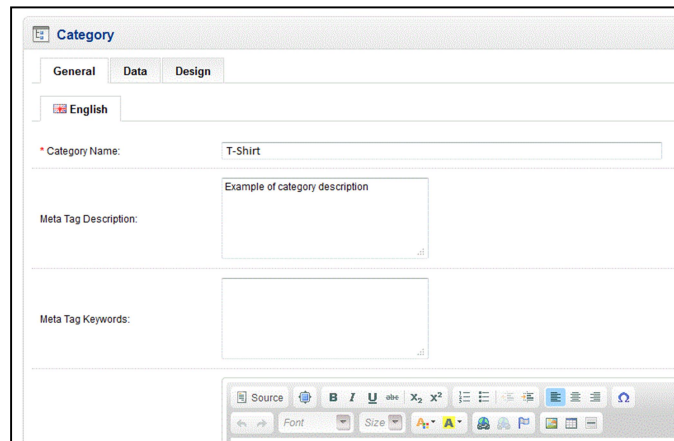 Category
General Data Design
English
* Category Name: T-Shirt
Meta Tag Description: Example of category description
Meta Tag Keywords:
Source B I U abc X₂ X² Ω
Font Size A A